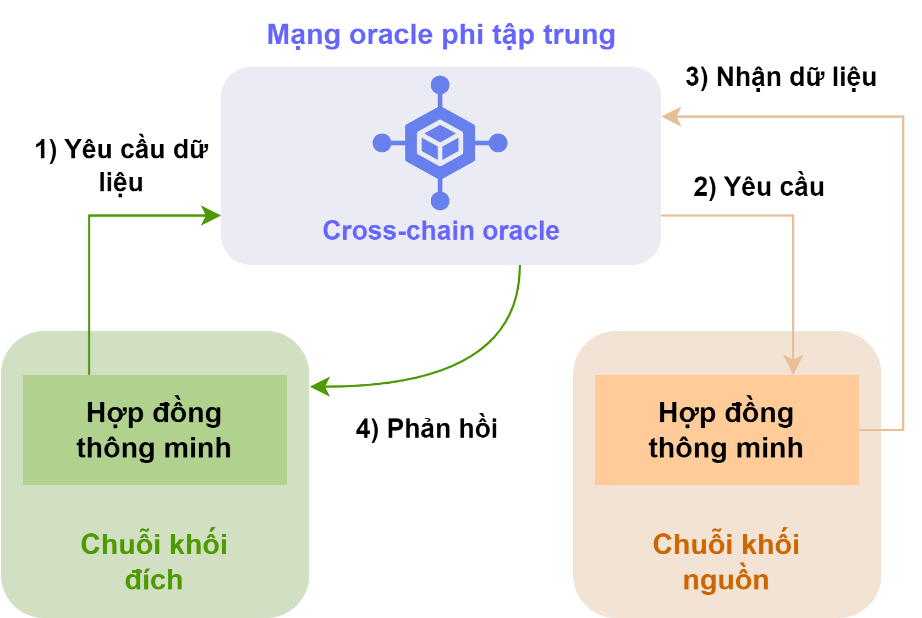 Mạng oracle phi tập trung
3) Nhận dữ liệu
1) Yêu cầu dữ
liệu
2) Yêu cầu
Cross-chain oracle
4) Phản hồi
Hợp đồng
thông minh
Chuỗi khối
đích
Hợp đồng
thông minh
Chuỗi khối
nguồn